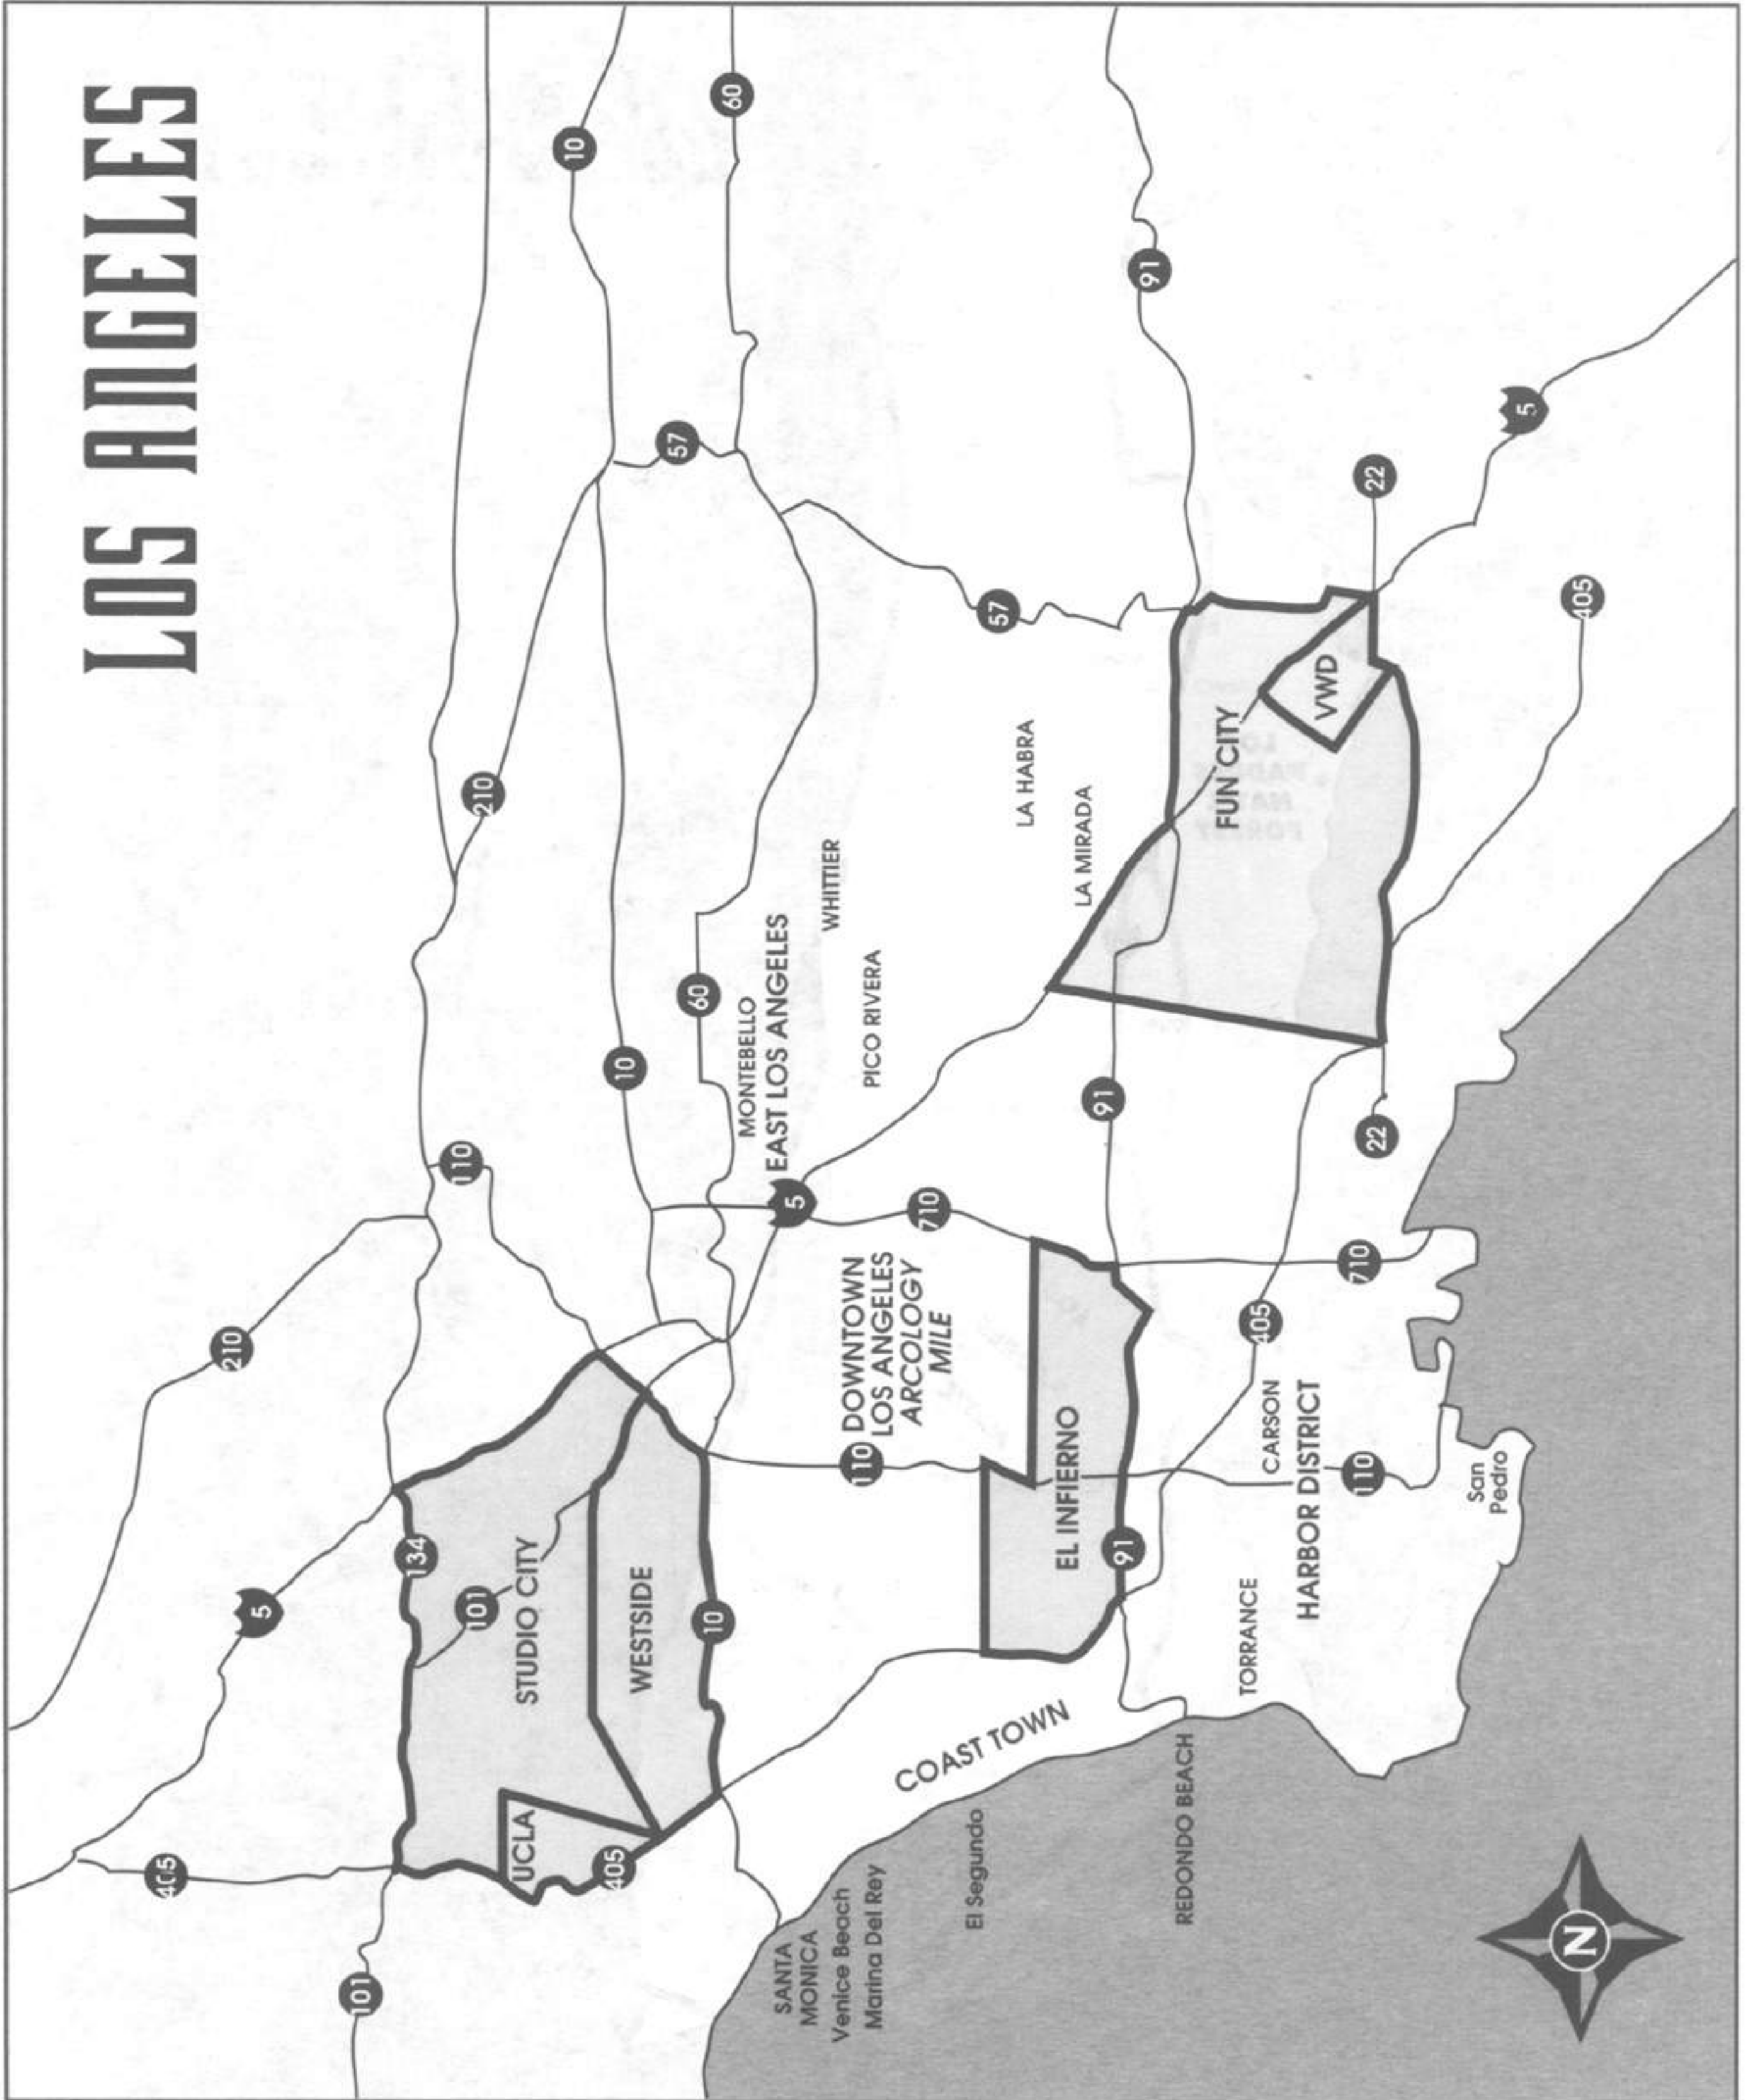 LOS ANGELES
405
210
5
101
134
110
101
210
UCLA
STUDIO CITY
10
405
10
WESTSIDE
57
60
10
60
MONTEBELLO
EAST LOS ANGELES
5
SANTA
MONICA
Venice Beach
Marina Del Rey
WHITTIER
PICO RIVERA
110
DOWNTOWN
LOS ANGELES
ARCOLOGY
MILE
710
COAST TOWN
El Segundo
57
LA HABRA
EL INFIERNO
LA MIRADA
91
91
91
REDONDO BEACH
FUN CITY
TORRANCE
405
CARSON
HARBOR DISTRICT
VWD
110
710
22
22
San
Pedro
5
405
N